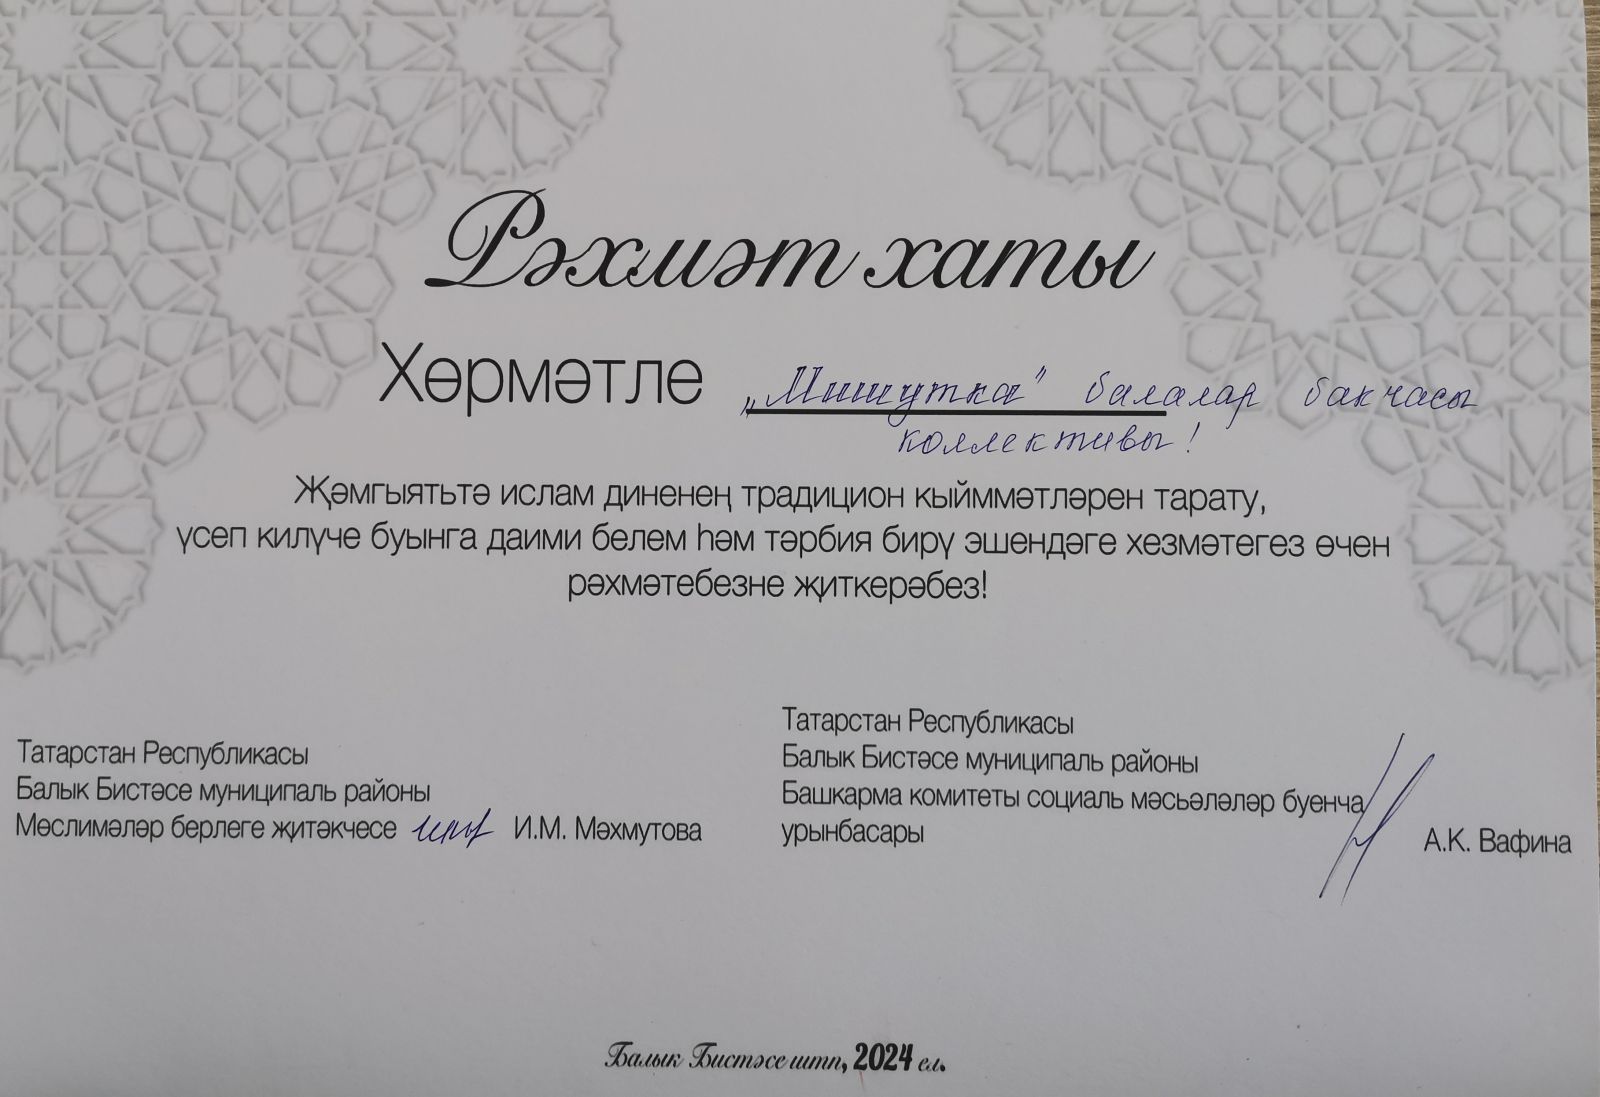 Рәхмәт хаты
Хөрмәтле „Мишутка" балалар бакчасы
коллективы!
Җәмгыятьтә ислам диненең традицион кыйммәтләрен тарату,
үсеп килүче буынга даими белем һәм тәрбия бирү эшендәге хезмәтегез өчен
рәхмәтебезне җиткерәбез!
Татарстан Республикасы
Балык Бистәсе муниципаль районы
Мөслимәләр берлеге җитәкчесе И.М. Мәхмутова
Татарстан Республикасы
Балык Бистәсе муниципаль районы
Башкарма комитеты социаль мәсьәләләр буенча
урынбасары А.К. Вафина
Балык Бистәсе штп, 2024 ел.